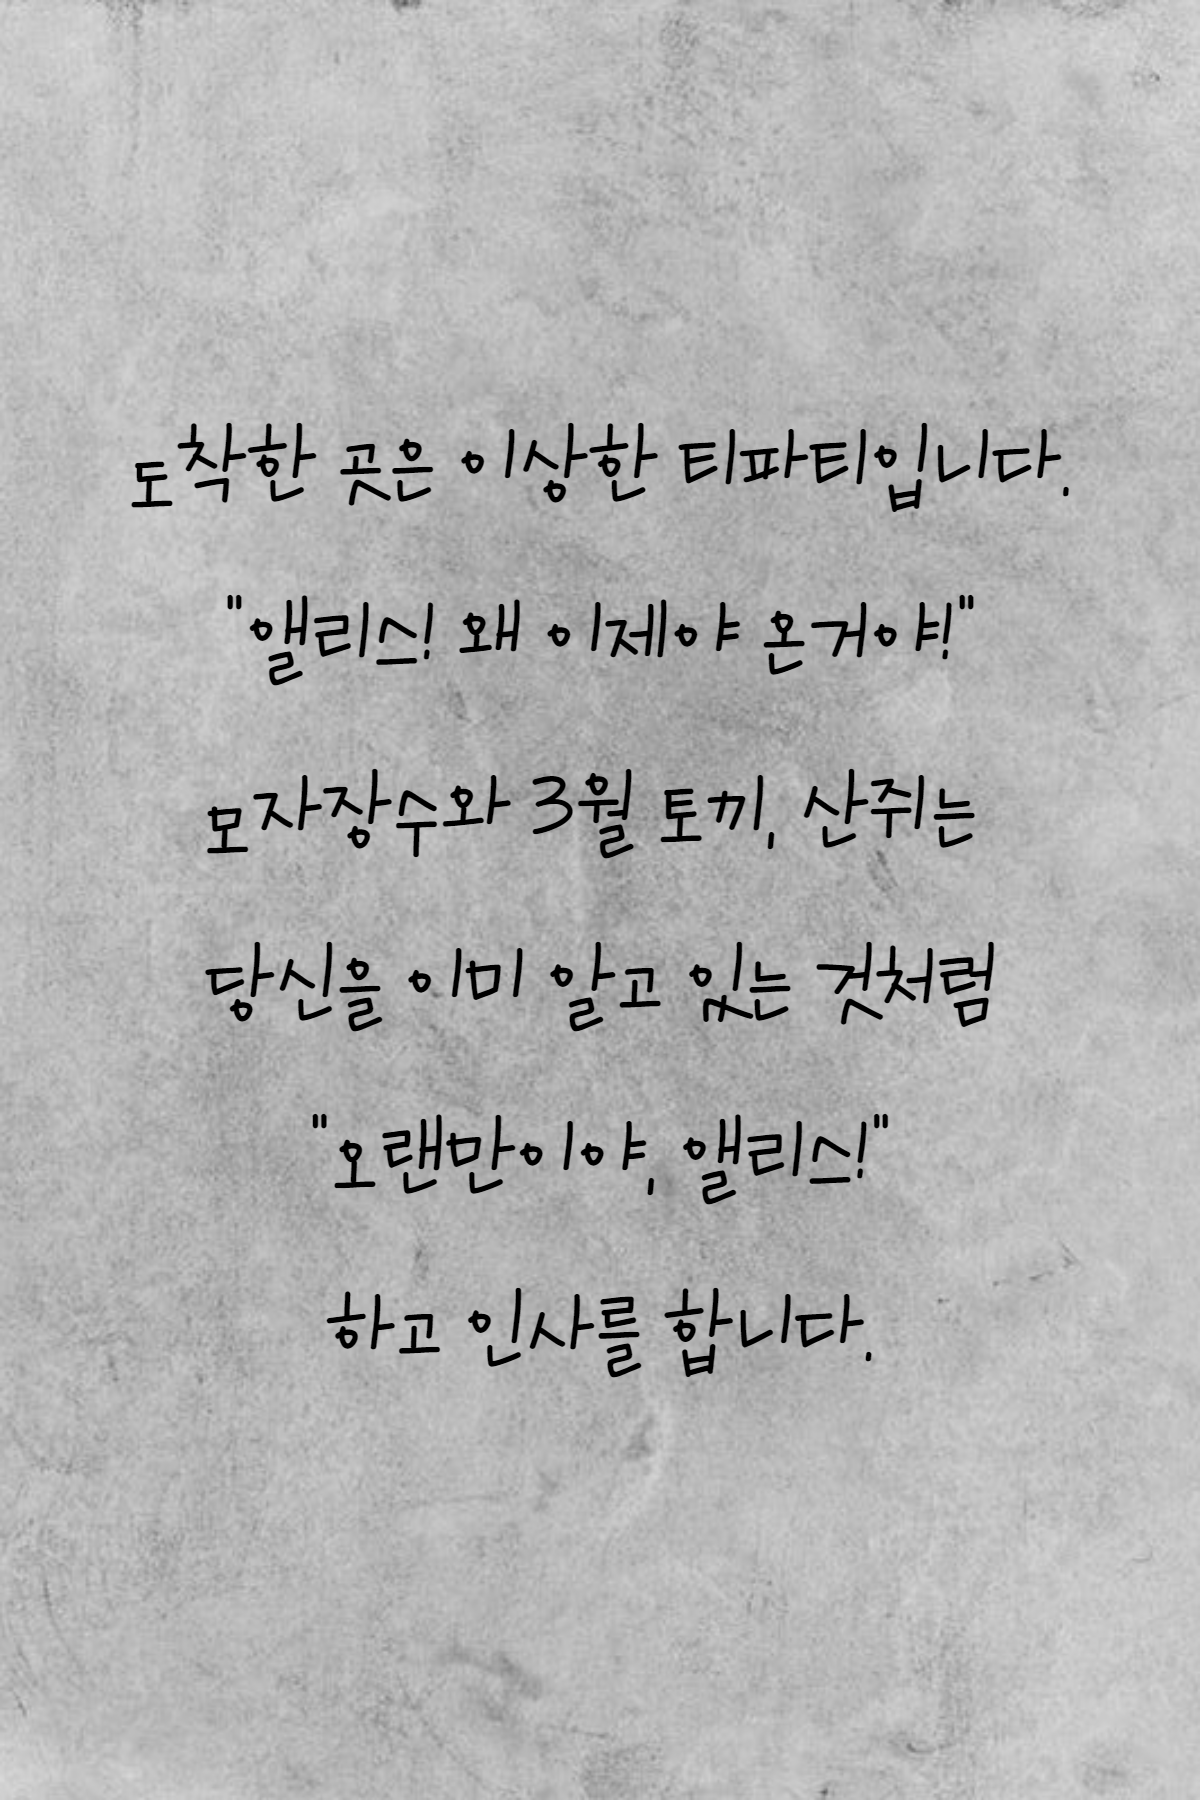 도착한 곳은 이상한 티파티입니다.
"앨리스! 왜 이제야 온거야!"
모자장수와 3월 토끼, 산쥐는
당신을 이미 알고 있는 것처럼
"오랜만이야, 앨리스!"
하고 인사를 합니다.